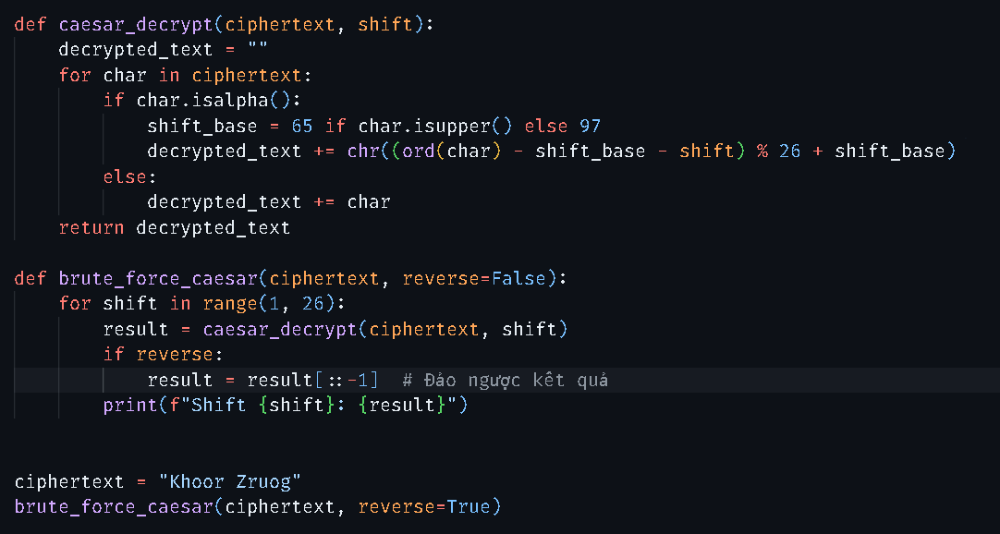 def caesar_decrypt(ciphertext, shift):
    decrypted_text = ""
    for char in ciphertext:
        if char.isalpha():
            shift_base = 65 if char.isupper() else 97
            decrypted_text += chr((ord(char) - shift_base - shift) % 26 + shift_base)
        else:
            decrypted_text += char
    return decrypted_text

def brute_force_caesar(ciphertext, reverse=False):
    for shift in range(1, 26):
        result = caesar_decrypt(ciphertext, shift)
        if reverse:
            result = result[::-1]  # Đảo ngược kết quả
        print(f"Shift {shift}: {result}")

ciphertext = "Khoor Zruog"
brute_force_caesar(ciphertext, reverse=True)